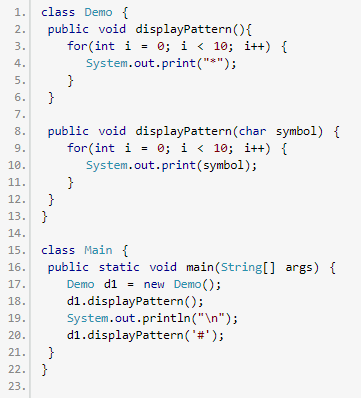 1. class Demo {
2.  public void displayPattern(){
3.    for(int i = 0; i < 10; i++) {
4.       System.out.print("*");
5.    }
6.  }
7.
8.  public void displayPattern(char symbol) {
9.    for(int i = 0; i < 10; i++) {
10.       System.out.print(symbol);
11.    }
12.  }
13. }
14.
15. class Main {
16.  public static void main(String[] args) {
17.    Demo d1 = new Demo();
18.    d1.displayPattern();
19.    System.out.println("\n");
20.    d1.displayPattern('#');
21.  }
22. }
23.